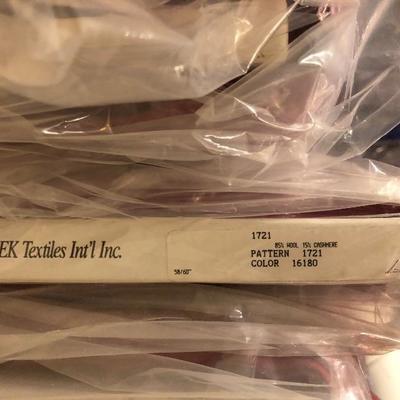 EK Textiles Int'l Inc.
58/60"
1721
85% WOOL 15% CASHMERE
PATTERN 1721
COLOR 16180